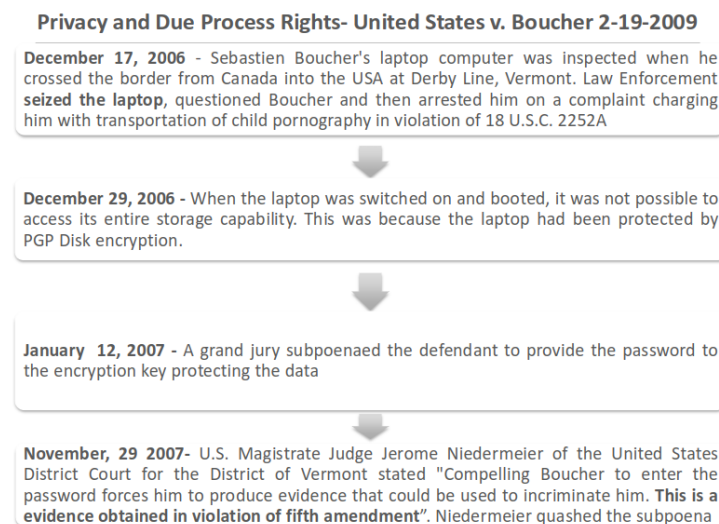 Privacy and Due Process Rights- United States v. Boucher 2-19-2009
December 17, 2006 - Sebastien Boucher's laptop computer was inspected when he
crossed the border from Canada into the USA at Derby Line, Vermont. Law Enforcement
seized the laptop, questioned Boucher and then arrested him on a complaint charging
him with transportation of child pornography in violation of 18 U.S.C. 2252A
December 29, 2006 - When the laptop was switched on and booted, it was not possible to
access its entire storage capability. This was because the laptop had been protected by
PGP Disk encryption.
January 12, 2007 - A grand jury subpoenaed the defendant to provide the password to
the encryption key protecting the data
November, 29 2007- U.S. Magistrate Judge Jerome Niedermeier of the United States
District Court for the District of Vermont stated "Compelling Boucher to enter the
password forces him to produce evidence that could be used to incriminate him. This is a
evidence obtained in violation of fifth amendment”. Niedermeier quashed the subpoena